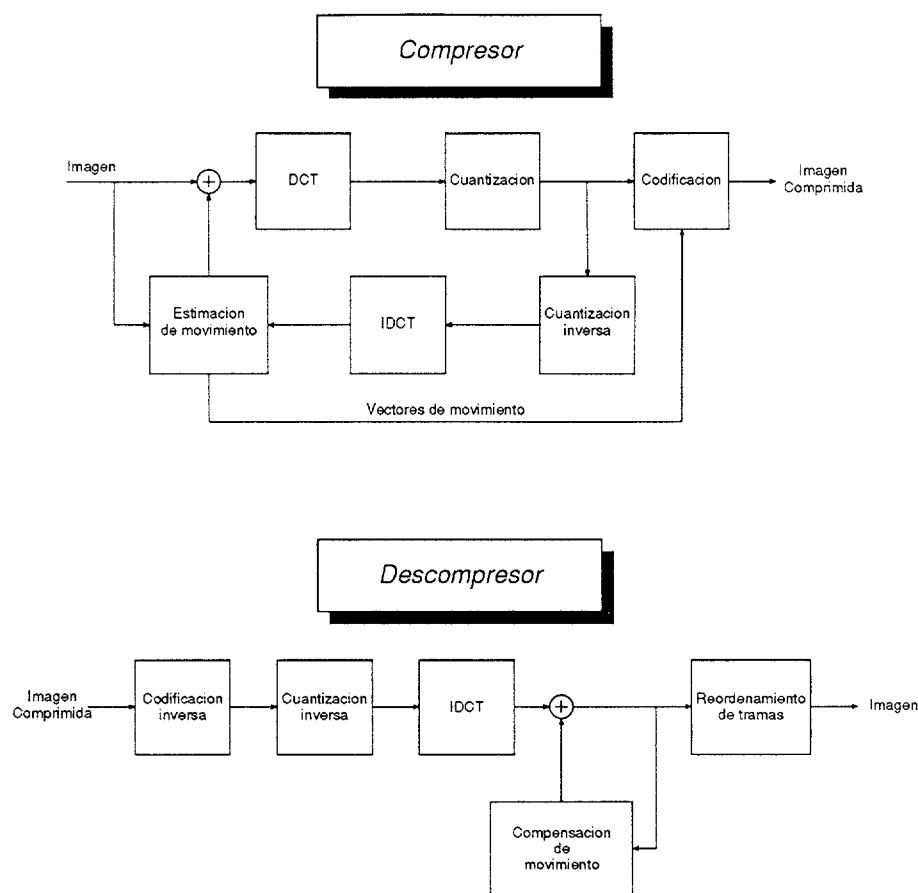 Compresor
Imagen
DCT
Cuantizacion
Codificacion
Imagen
Comprimida
Estimacion
de movimiento
IDCT
Cuantizacion
inversa
Vectores de movimiento
Descompresor
Imagen
Comprimida
Codificacion
inversa
Cuantizacion
inversa
IDCT
Reordenamiento
de tramas
Imagen
Compensacion
de
movimiento